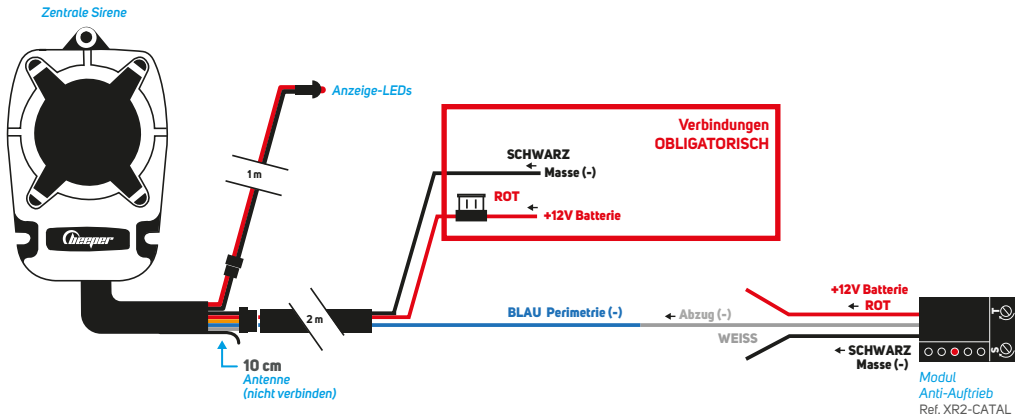 Zentrale Sirene
beeper
Anzeige-LEDs
1 m
Verbindungen
OBLIGATORISCH
SCHWARZ
Masse (-)
ROT
+12V Batterie
2 m
BLAU Perimetrie (-)
Abzug (-)
WEISS
+12V Batterie
ROT
SCHWARZ
Masse (-)
T
S
10 cm
Antenne
(nicht verbinden)
Modul
Anti-Auftrieb
Ref. XR2-CATAL